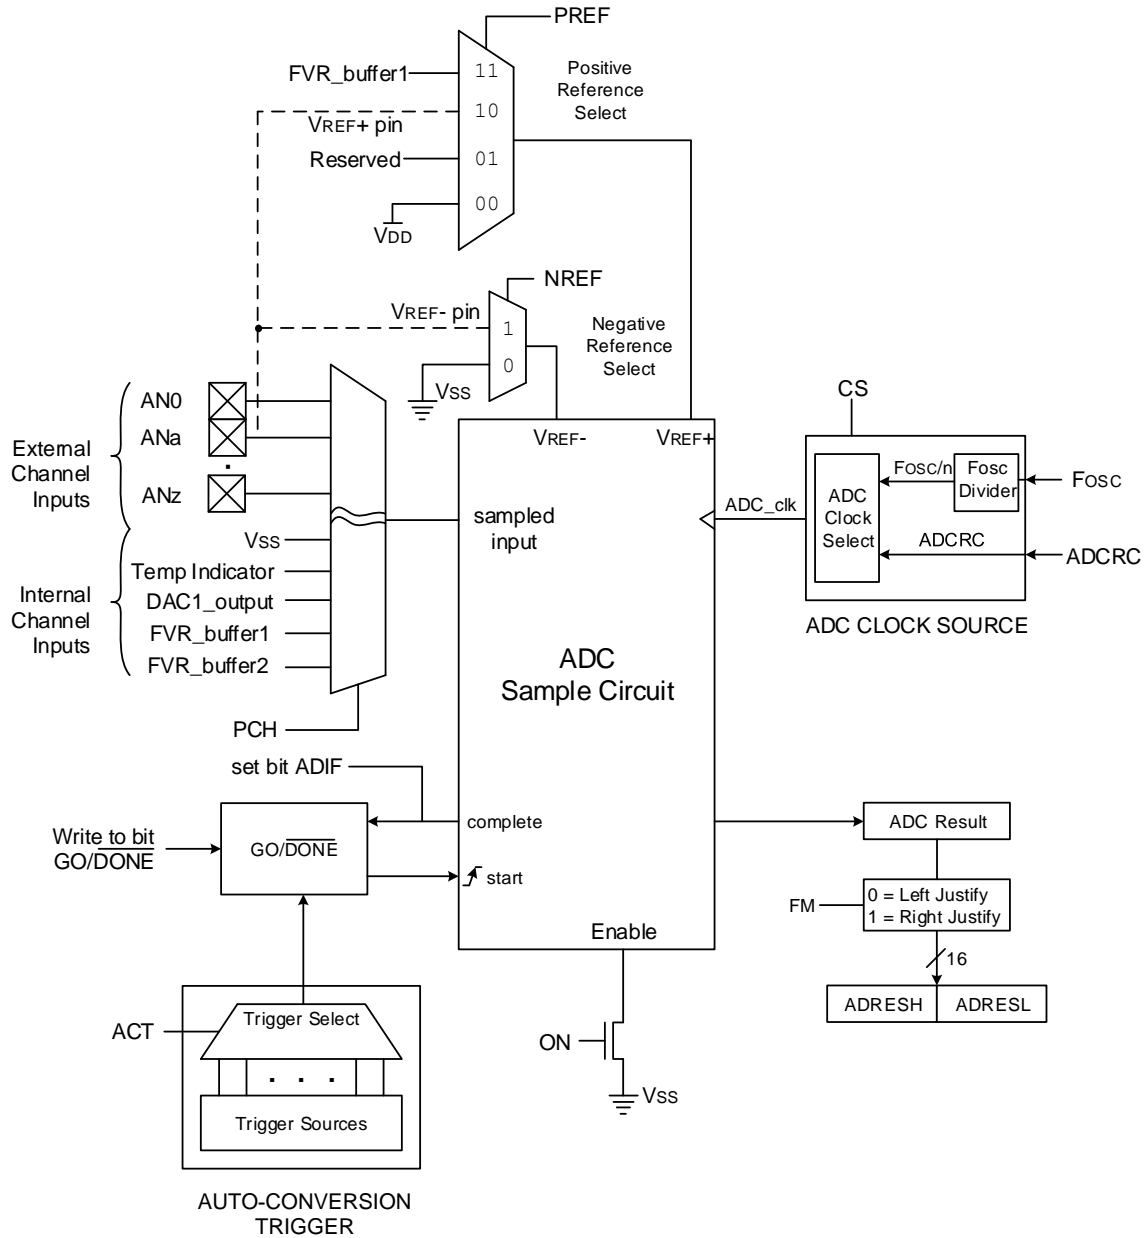 PREF
FVR_buffer1
11
Positive
Reference
Select
10
VREF+ pin
Reserved
01
00
VDD
NREF
VREF- pin
1
Negative
Reference
Select
0
VSS
VREF-
VREF+
External
Channel
Inputs
AN0
ANa
.
ANz
VSS
Internal
Channel
Inputs
Temp Indicator
DAC1_output
FVR_buffer1
FVR_buffer2
PCH
sampled
input
ADC
Sample Circuit
CS
ADC_clk
ADC
Clock
Select
FOSC/n
Fosc
Divider
FOSC
ADCRC
ADCRC
ADC CLOCK SOURCE
set bit ADIF
Write to bit
GO/DONE
GO/DONE
complete
start
Enable
ADC Result
FM
0 = Left Justify
1 = Right Justify
16
ADRESH
ADRESL
ON
VSS
ACT
Trigger Select
. . .
Trigger Sources
AUTO-CONVERSION
TRIGGER